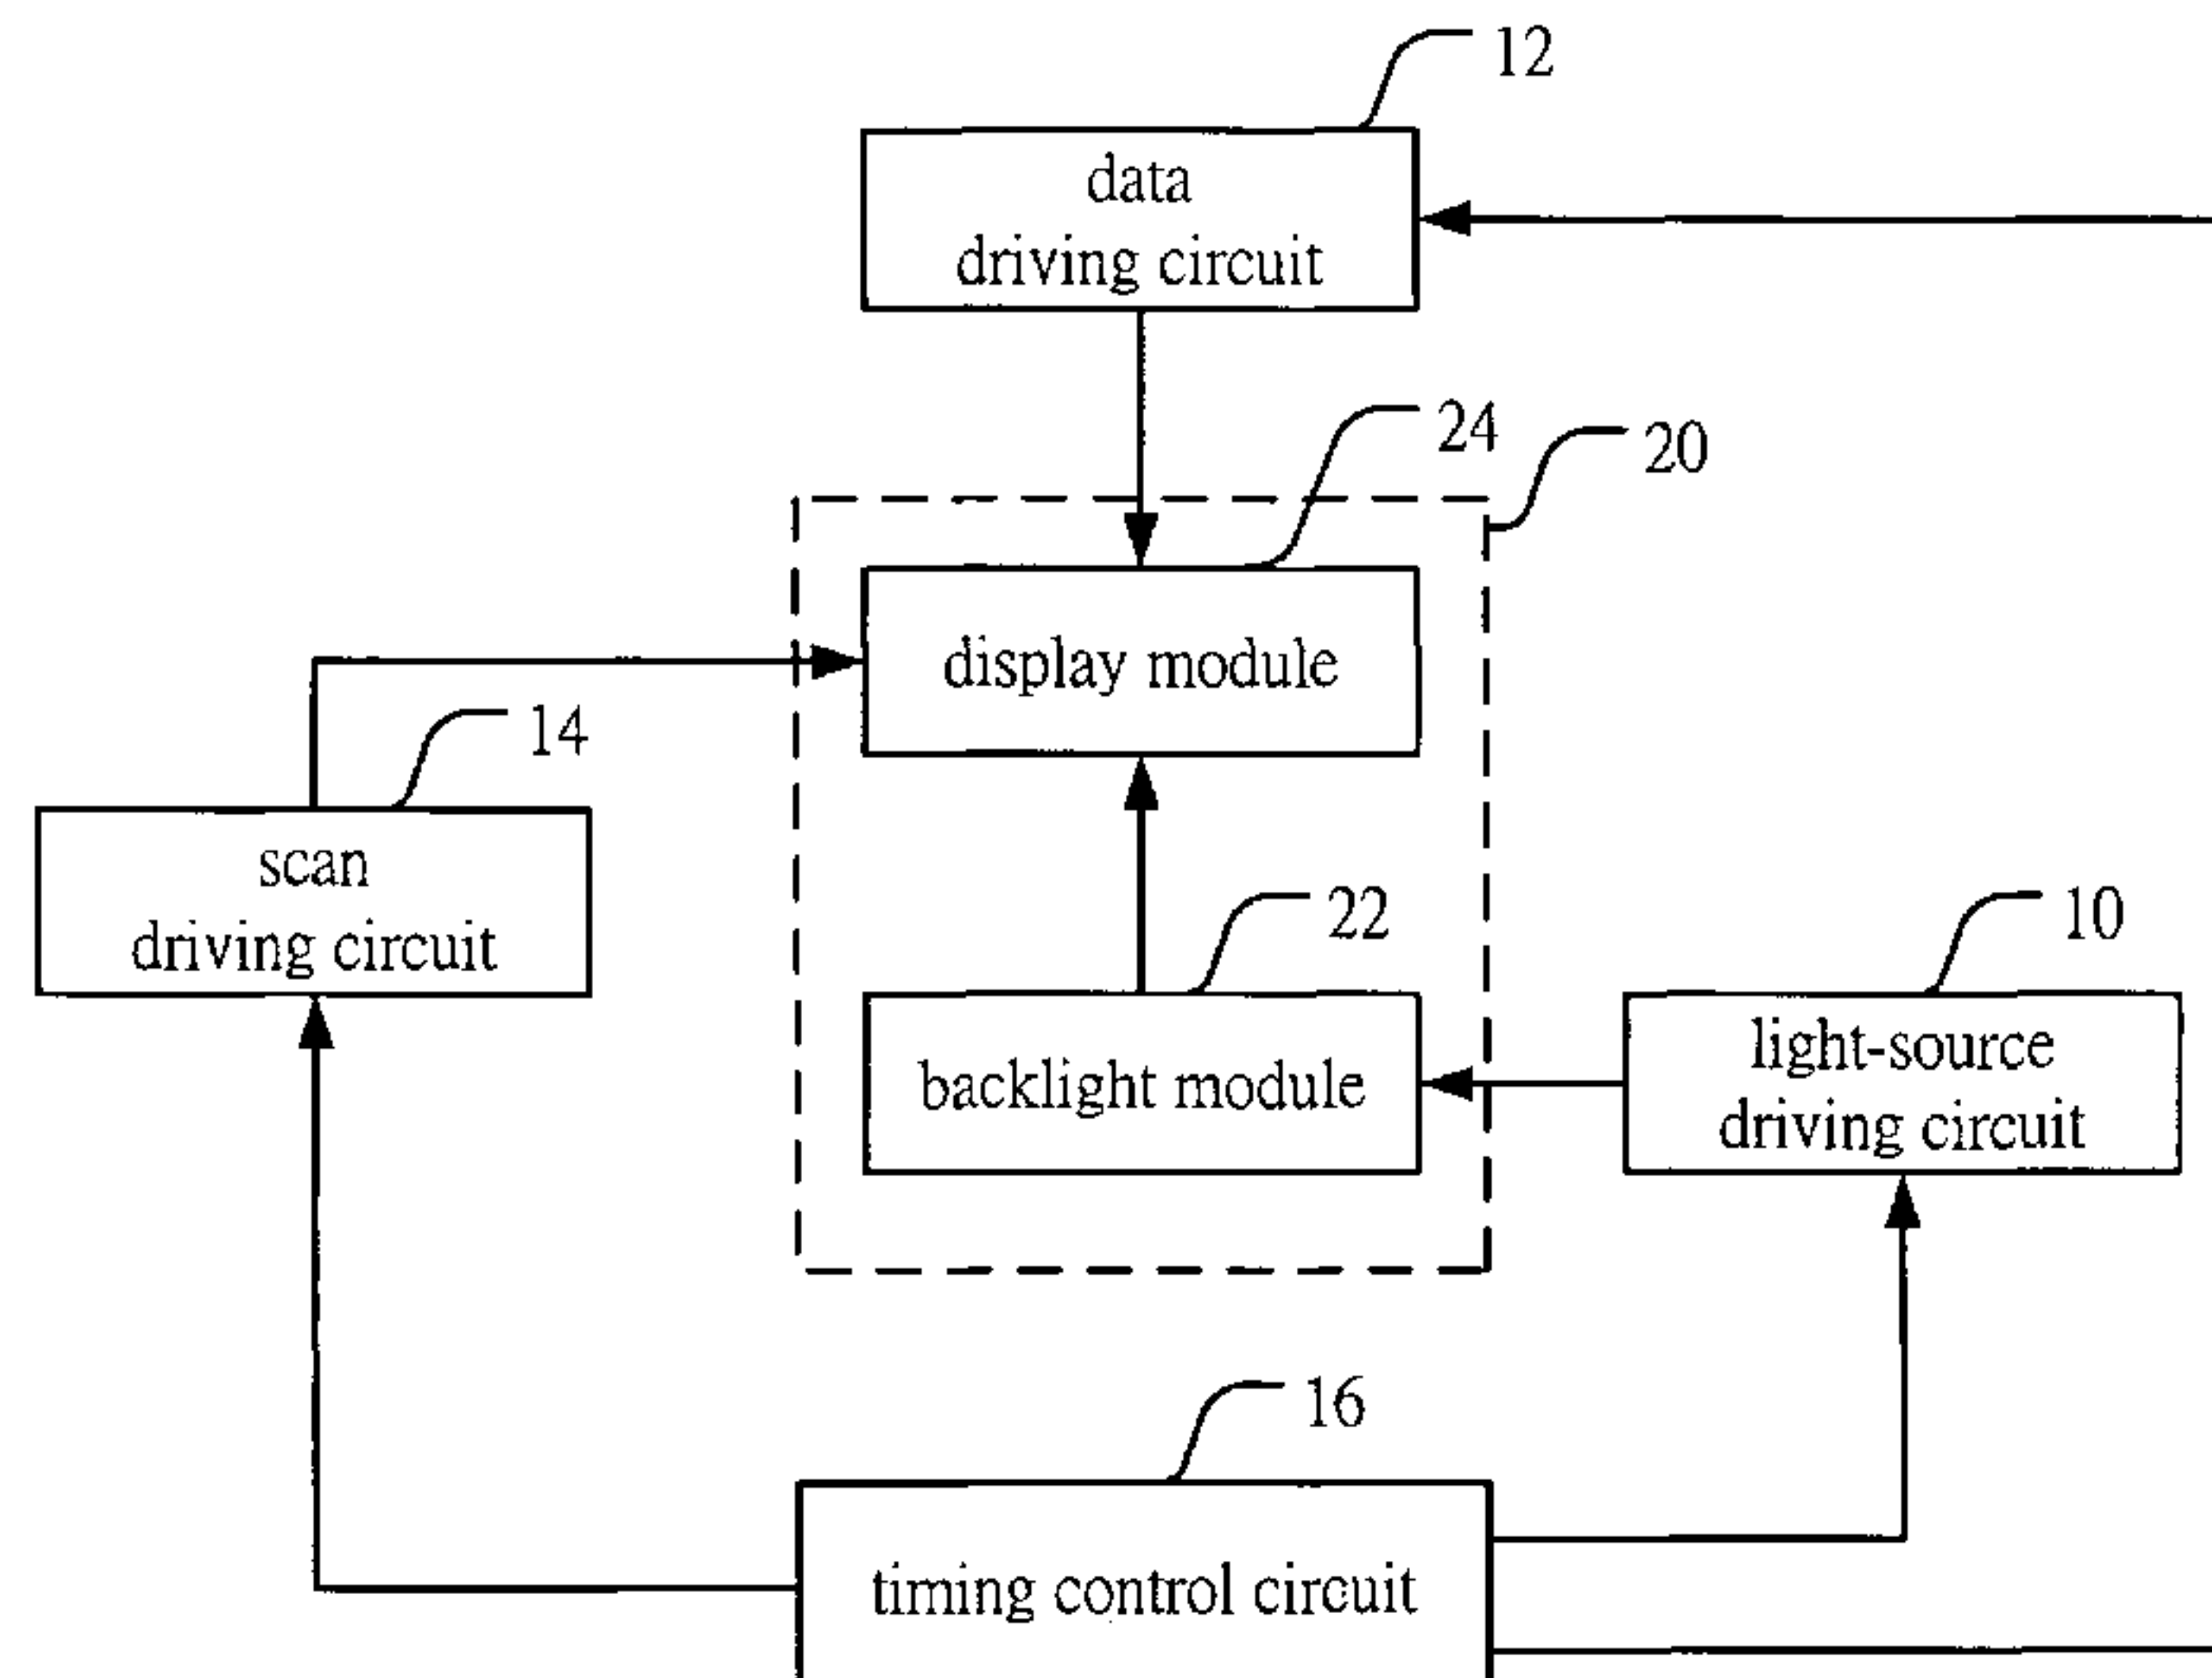 12
data
driving circuit
24
20
display module
14
scan
driving circuit
22
10
backlight module
light-source
driving circuit
16
timing control circuit